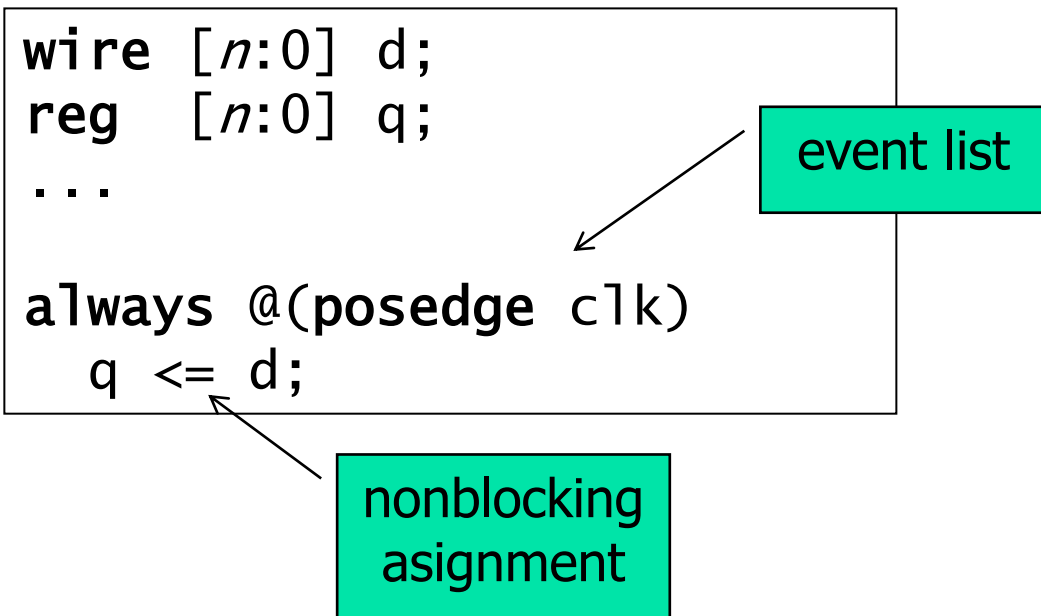 wire [n:0] d;
reg [n:0] q;
...
event list
always @(posedge clk)
q <= d;
nonblocking
asignment